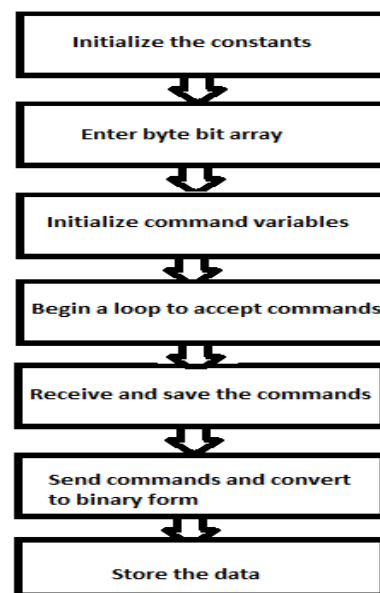 Initialize the constants
Enter byte bit array
Initialize command variables
Begin a loop to accept commands
Receive and save the commands
Send commands and convert
to binary form
Store the data